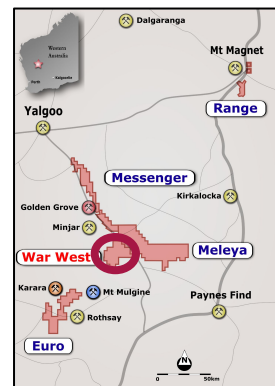 Western
Australia
Perth
Kalgoorlie
Dalgaranga
Mt Magnet
Range
Yalgoo
Messenger
Kirkalocka
Golden Grove
Minjar
War West
Meleya
Karara
Mt Mulgine
Paynes Find
Rothsay
Euro
N
0
50km